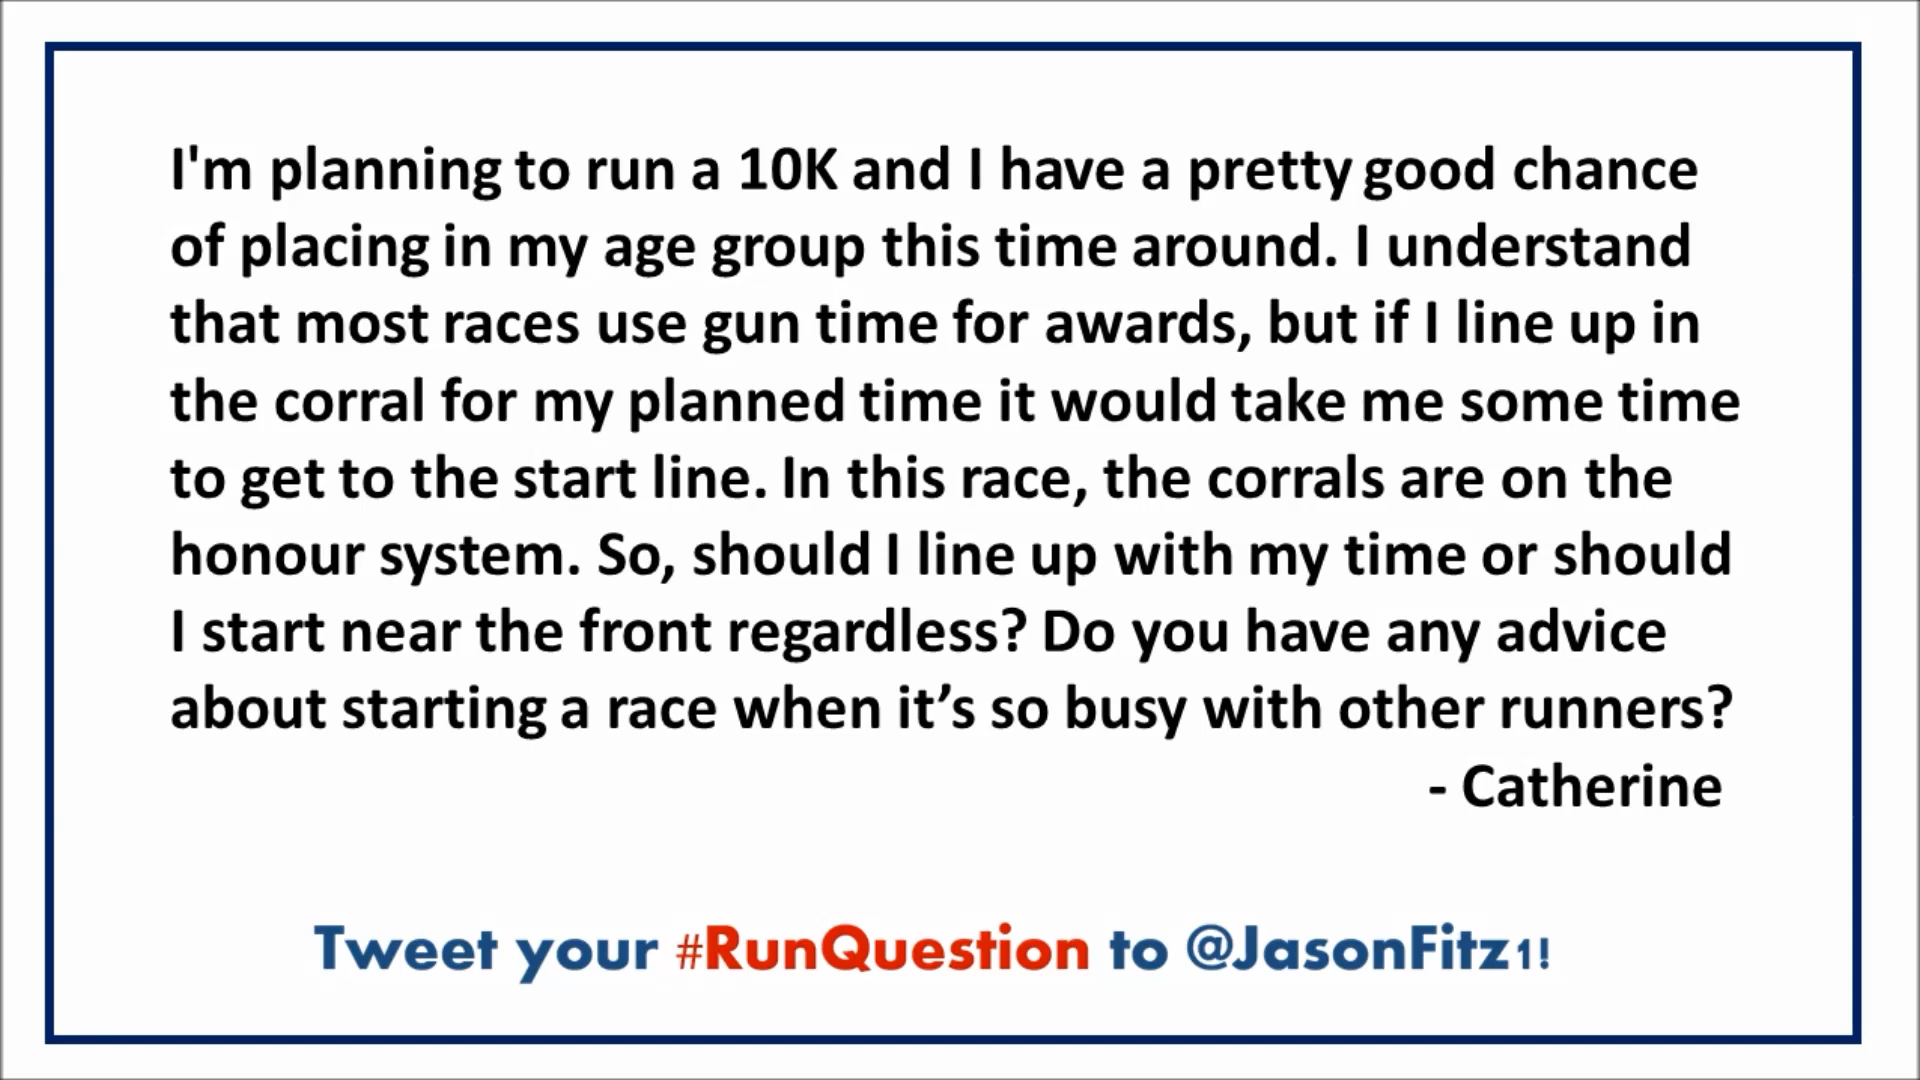 I'm planning to run a 10K and I have a pretty good chance
of placing in my age group this time around. I understand
that most races use gun time for awards, but if I line up in
the corral for my planned time it would take me some time
to get to the start line. In this race, the corrals are on the
honour system. So, should I line up with my time or should
I start near the front regardless? Do you have any advice
about starting a race when it’s so busy with other runners?
- Catherine
Tweet your #RunQuestion to @JasonFitz1!